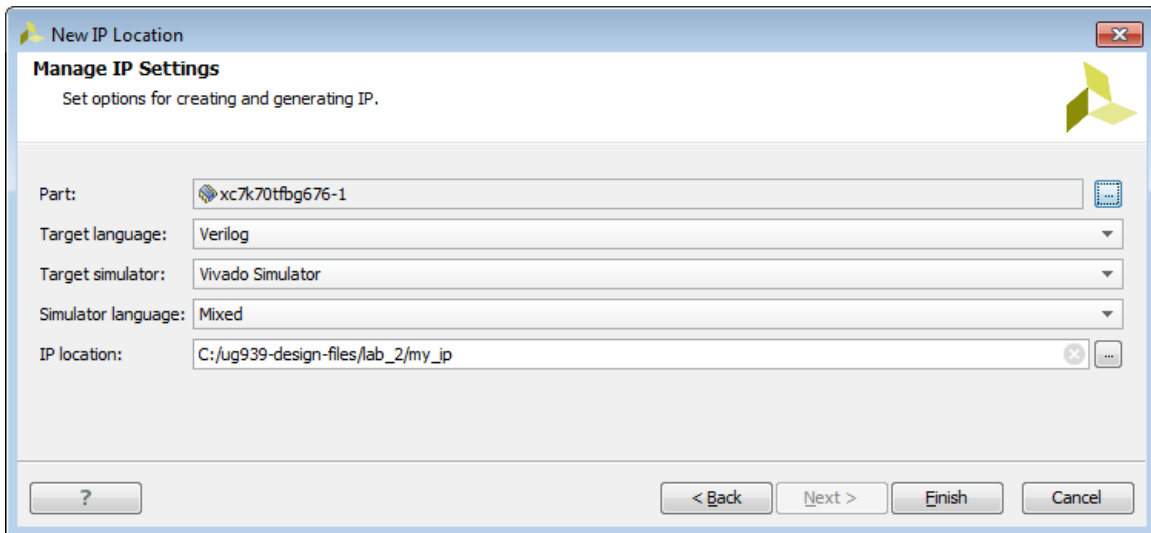 New IP Location
Manage IP Settings
Set options for creating and generating IP.
Part: xc7k70tfbg676-1 ...
Target language: Verilog
Target simulator: Vivado Simulator
Simulator language: Mixed
IP location: C:/ug939-design-files/lab_2/my_ip ...
? < Back Next > Finish Cancel